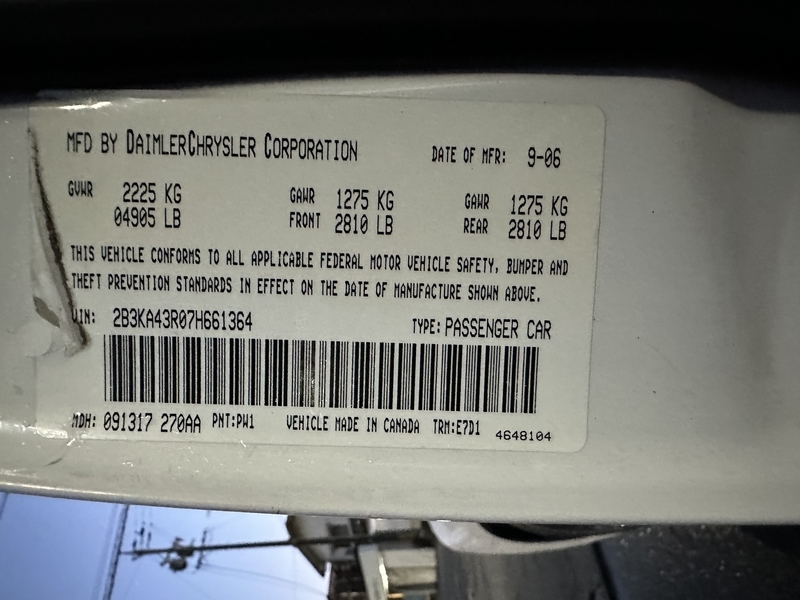 MFD BY DAIMLERCHRYSLER CORPORATION DATE OF MFR: 9-06
GVWR 2225 KG GAWR 1275 KG GAWR 1275 KG
04905 LB FRONT 2810 LB REAR 2810 LB
THIS VEHICLE CONFORMS TO ALL APPLICABLE FEDERAL MOTOR VEHICLE SAFETY, BUMPER AND
THEFT PREVENTION STANDARDS IN EFFECT ON THE DATE OF MANUFACTURE SHOWN ABOVE.
VIN: 2B3KA43R07H661364 TYPE: PASSENGER CAR
MDH: 091317 270AA PNT:PW1 VEHICLE MADE IN CANADA TRM:E7D1 4648104